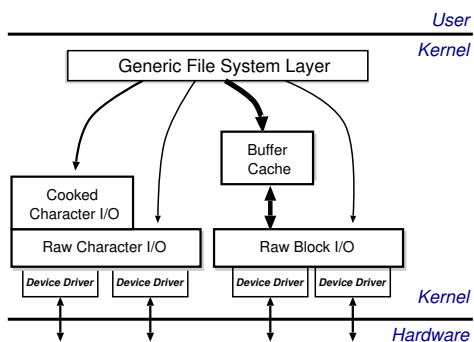 User
Kernel
Generic File System Layer
Buffer
Cache
Cooked
Character I/O
Raw Character I/O
Raw Block I/O
Device Driver
Device Driver
Device Driver
Device Driver
Kernel
Hardware